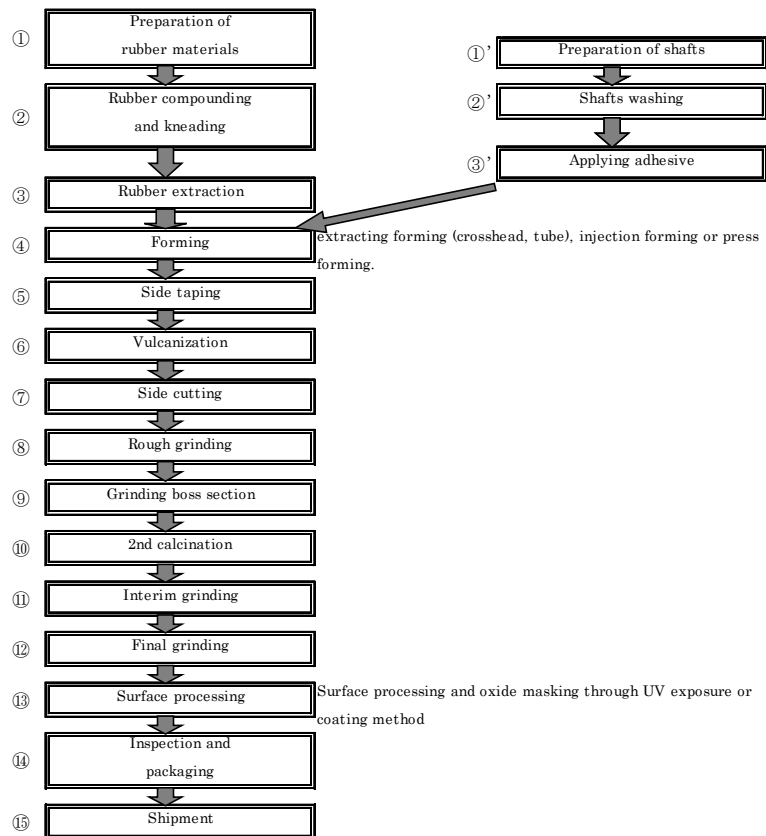 ①
Preparation of
rubber materials
②
Rubber compounding
and kneading
③
Rubber extraction
①’
Preparation of shafts
②’
Shafts washing
③’
Applying adhesive
④
Forming
extracting forming (crosshead, tube), injection forming or press
forming.
⑤
Side taping
⑥
Vulcanization
⑦
Side cutting
⑧
Rough grinding
⑨
Grinding boss section
⑩
2nd calcination
⑪
Interim grinding
⑫
Final grinding
⑬
Surface processing
Surface processing and oxide masking through UV exposure or
coating method
⑭
Inspection and
packaging
⑮
Shipment